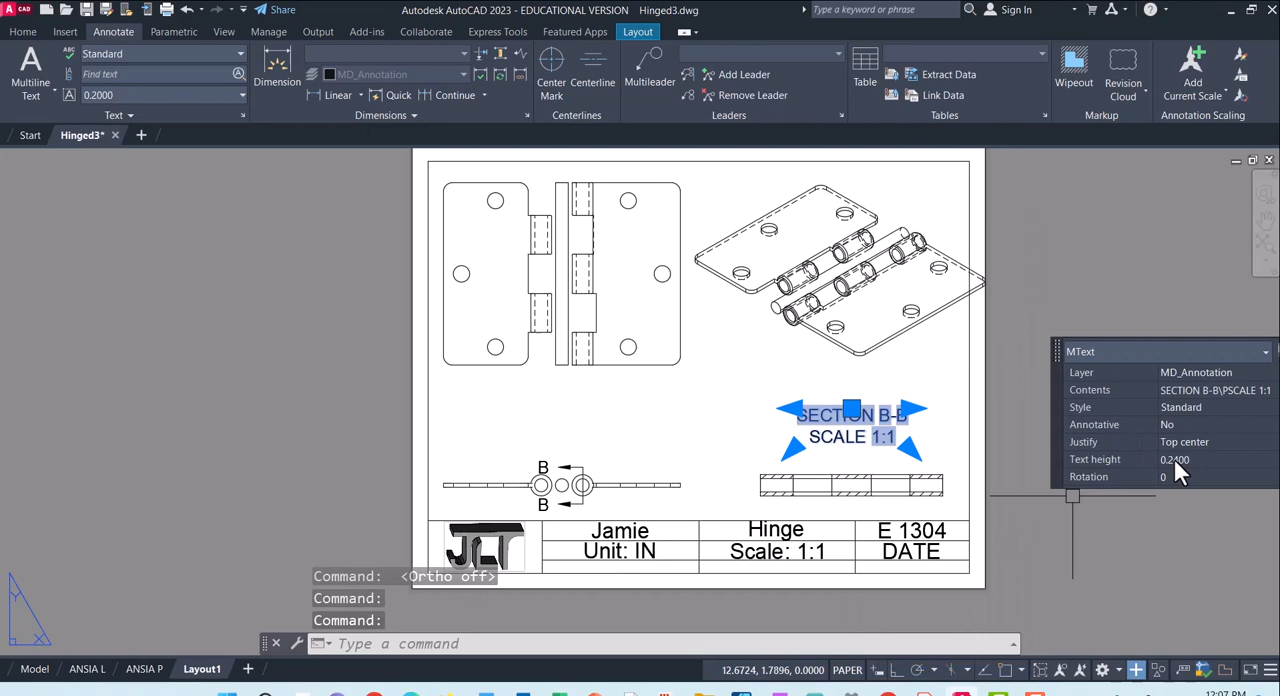 CAD
Share
Autodesk AutoCAD 2023 - EDUCATIONAL VERSION Hinged3.dwg
Type a keyword or phrase
Sign In
Home Insert Annotate Parametric View Manage Output Add-ins Collaborate Express Tools Featured Apps Layout
Standard
Find text
0.2000
Multiline
Text
Text
Dimension
MD_Annotation
Linear Quick Continue
Dimensions
Center
Mark
Centerline
Centerlines
Multileader
Add Leader
Remove Leader
Leaders
Table
Extract Data
Link Data
Tables
Wipeout
Revision
Cloud
Markup
Add
Current Scale
Annotation Scaling
Start Hinged3*
MText
Layer MD_Annotation
Contents SECTION B-B\PSCALE 1:1
Style Standard
Annotative No
Justify Top center
Text height 0.2400
Rotation 0
SECTION B-B
SCALE 1:1
B
B
JLT
Jamie Hinge E 1304
Unit: IN Scale: 1:1 DATE
Command: <Ortho off>
Command:
Command:
Type a command
Y
X
Model ANSIA L ANSIA P Layout1
12.6724, 1.7896, 0.0000 PAPER
12:07 PM